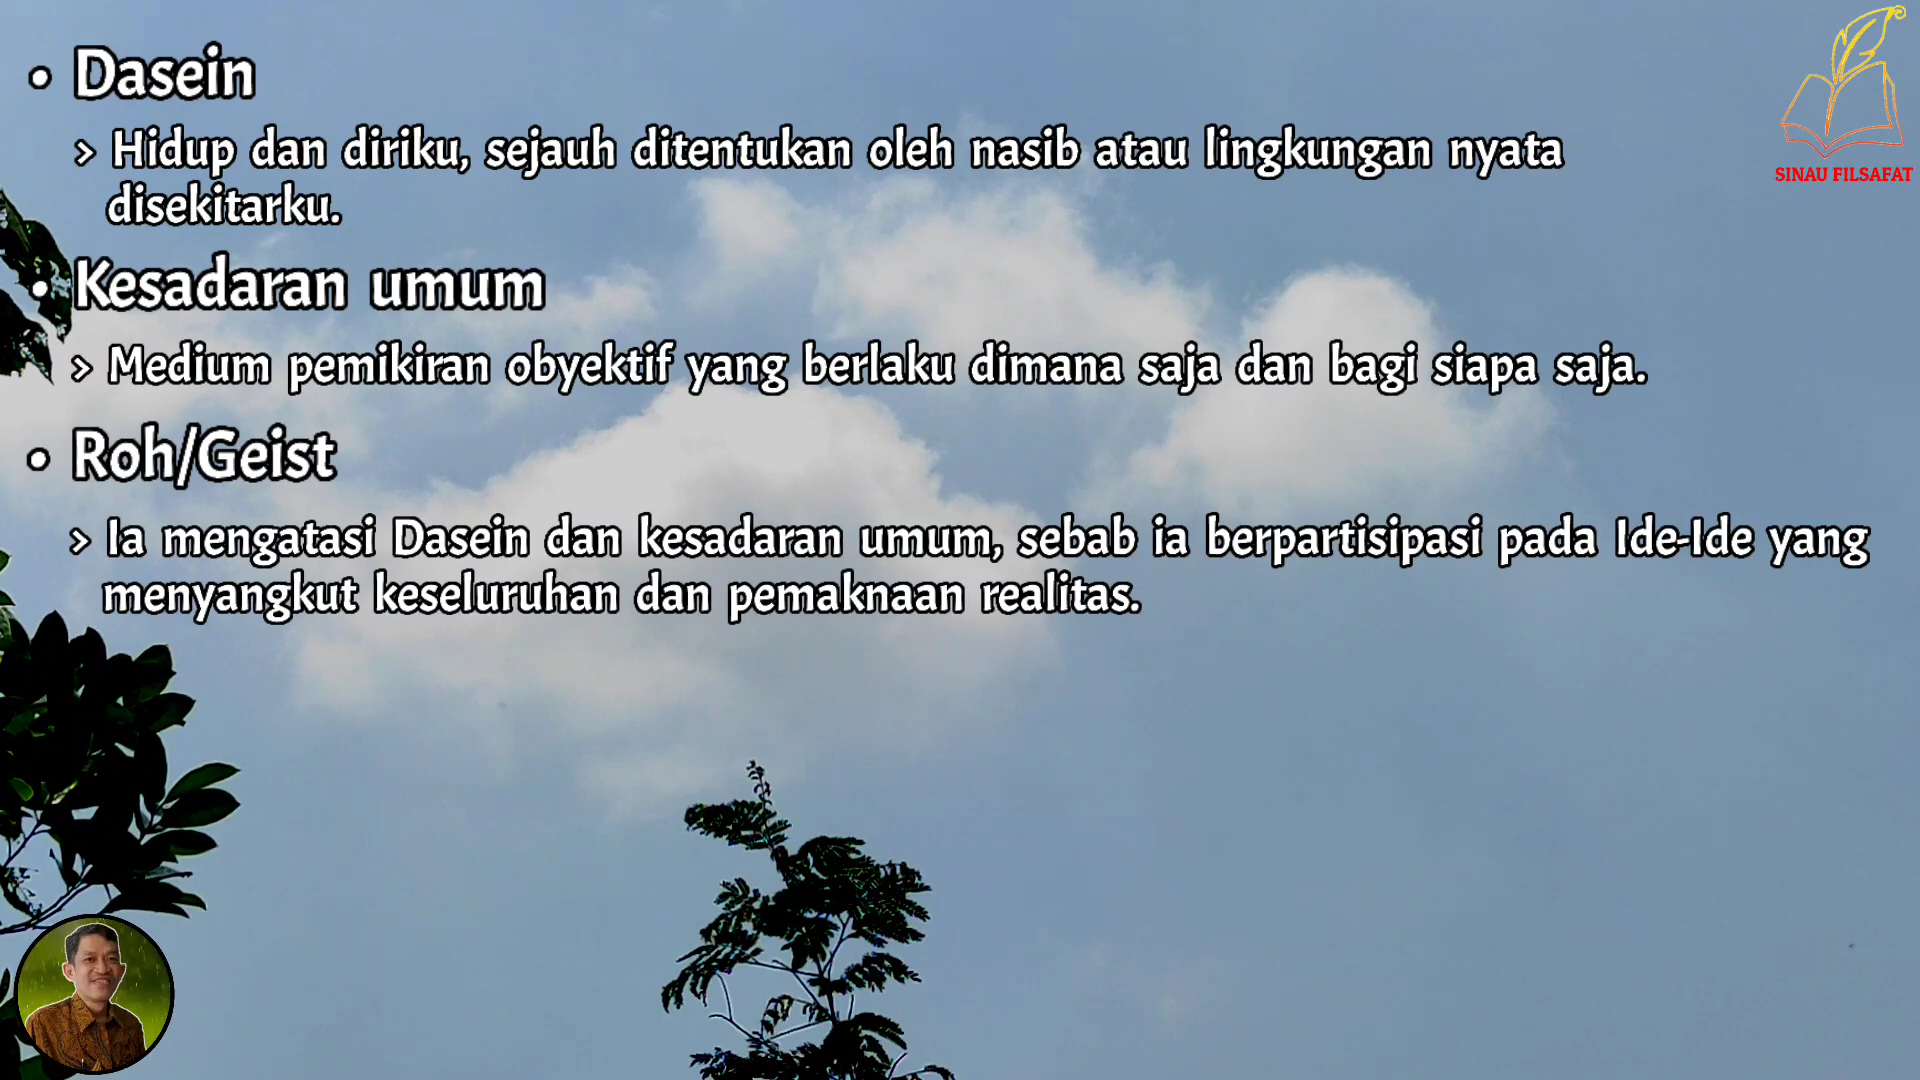 • Dasein
> Hidup dan diriku, sejauh ditentukan oleh nasib atau lingkungan nyata
disekitarku.
• Kesadaran umum
> Medium pemikiran obyektif yang berlaku dimana saja dan bagi siapa saja.
• Roh/Geist
> Ia mengatasi Dasein dan kesadaran umum, sebab ia berpartisipasi pada Ide-Ide yang
menyangkut keseluruhan dan pemaknaan realitas.
SINAU FILSAFAT